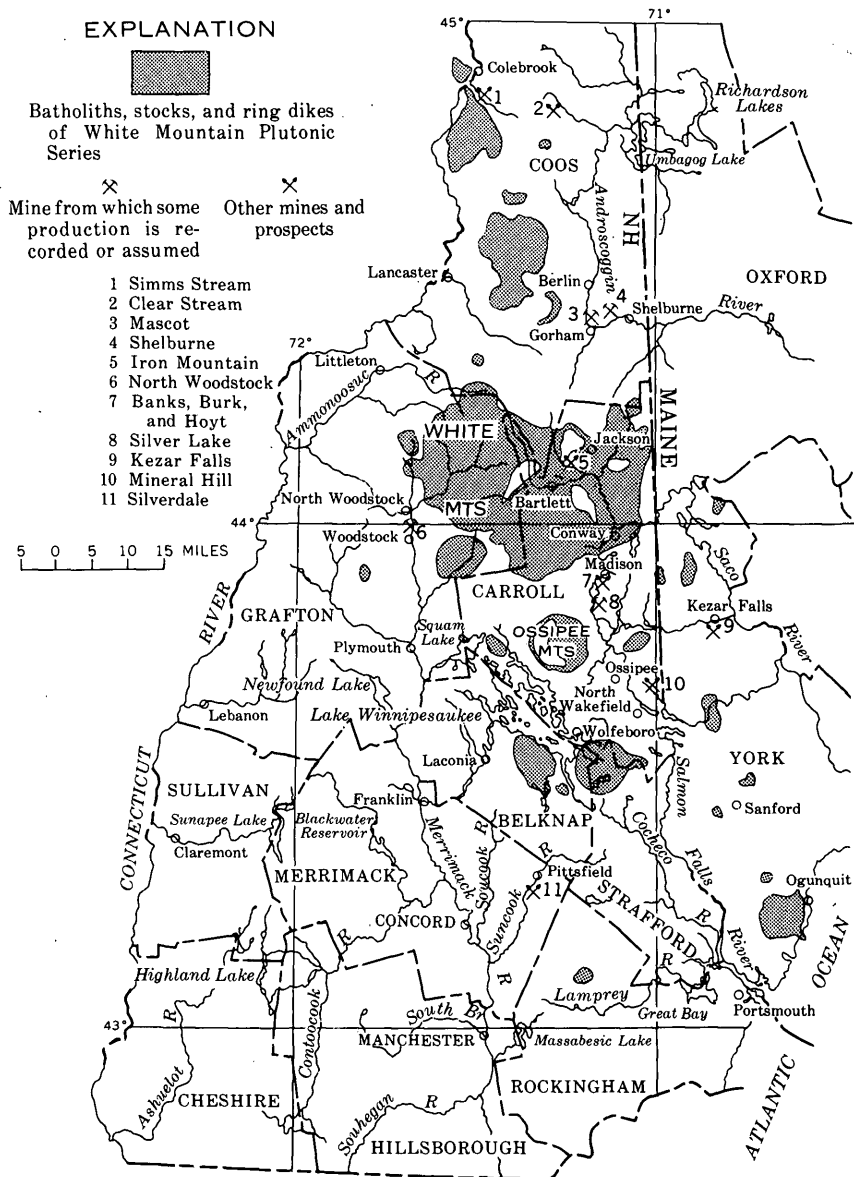 EXPLANATION
Batholiths, stocks, and ring dikes
of White Mountain Plutonic
Series
Mine from which some
production is re-
corded or assumed
Other mines and
prospects
1 Simms Stream
2 Clear Stream
3 Mascot
4 Shelburne
5 Iron Mountain
6 North Woodstock
7 Banks, Burk,
and Hoyt
8 Silver Lake
9 Kezar Falls
10 Mineral Hill
11 Silverdale
5 0 5 10 15 MILES
45°
71°
Colebrook
1
2
Richardson
Lakes
Umbagog Lake
COOS
Androscoggin
NH
Lancaster
Berlin
OXFORD
4
3
Shelburne
River
Gorham
72°
Littleton
R
MAINE
Ammonoosuc
WHITE
Jackson
5
MTS
Bartlett
North Woodstock
44°
6
Woodstock
Conway
Madison
7
Saco
8
CARROLL
Kezar Falls
9
River
GRAFTON
RIVER
Squam
Lake
OSSIPEE
MTS
Plymouth
Ossipee
10
Newfound Lake
North
Wakefield
Lebanon
Lake Winnipesaukee
Wolfeboro
Laconia
YORK
SULLIVAN
Salmon
Franklin
Sanford
Sunapee Lake
Blackwater
Reservoir
BELKNAP
Claremont
Merrimack
R
Cocheco
CONNECTICUT
Soucook
R
Falls
MERRIMACK
Pittsfield
11
Ogunquit
STRAFFORD
Suncook
CONCORD
R
R
River
OCEAN
Highland Lake
R
R
Lamprey
Great Bay
Portsmouth
43°
R
Contoocook
South Br
MANCHESTER
Massabesic Lake
ROCKINGHAM
ATLANTIC
Ashuelot
CHESHIRE
Souhegan
R
HILLSBOROUGH